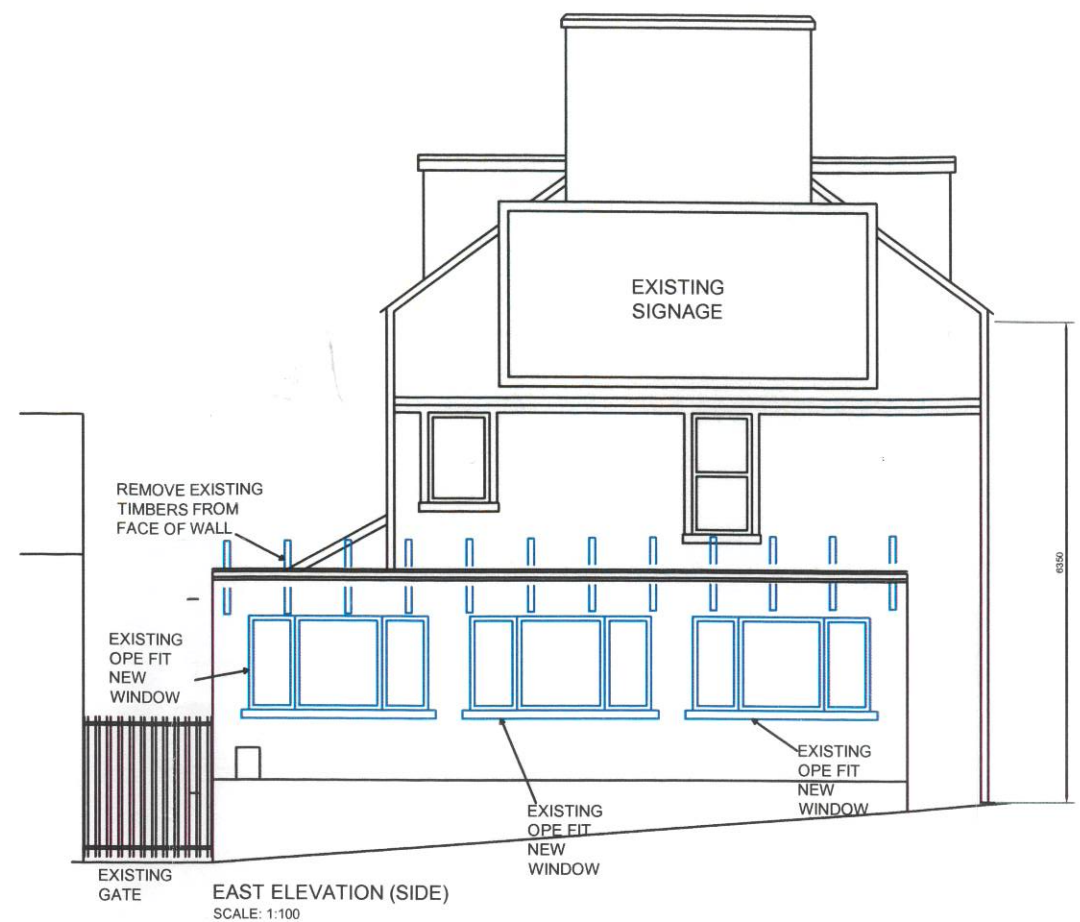 EXISTING
SIGNAGE
REMOVE EXISTING
TIMBERS FROM
FACE OF WALL
6350
EXISTING
OPE FIT
NEW
WINDOW
EXISTING
OPE FIT
NEW
WINDOW
EXISTING
OPE FIT
NEW
WINDOW
EXISTING
GATE
EAST ELEVATION (SIDE)
SCALE: 1:100